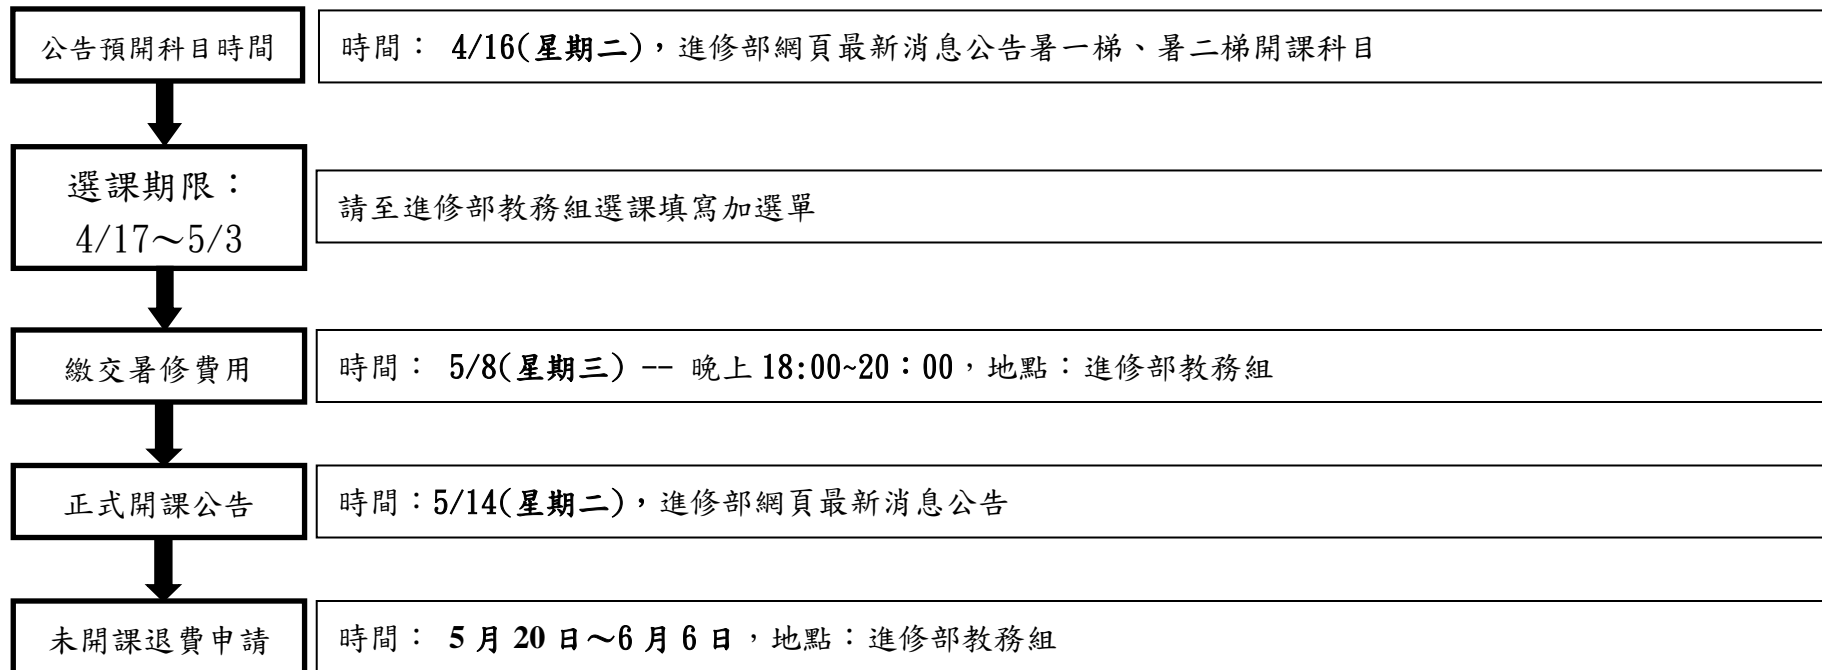 公告預開科目時間
時間： 4/16(星期二)，進修部網頁最新消息公告暑一梯、暑二梯開課科目
選課期限：
4/17～5/3
請至進修部教務組選課填寫加選單
繳交暑修費用
時間： 5/8(星期三) -- 晚上 18:00~20：00，地點：進修部教務組
正式開課公告
時間：5/14(星期二)，進修部網頁最新消息公告
未開課退費申請
時間： 5 月 20 日～6 月 6 日，地點：進修部教務組